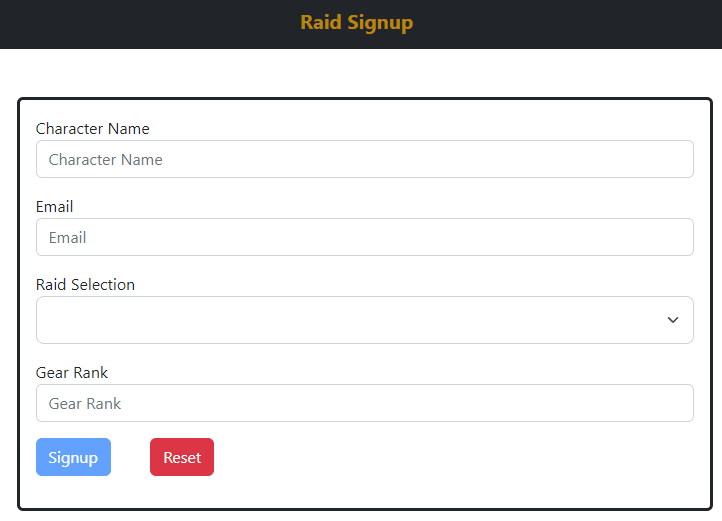 Raid Signup
Character Name
Character Name
Email
Email
Raid Selection
Gear Rank
Gear Rank
Signup Reset